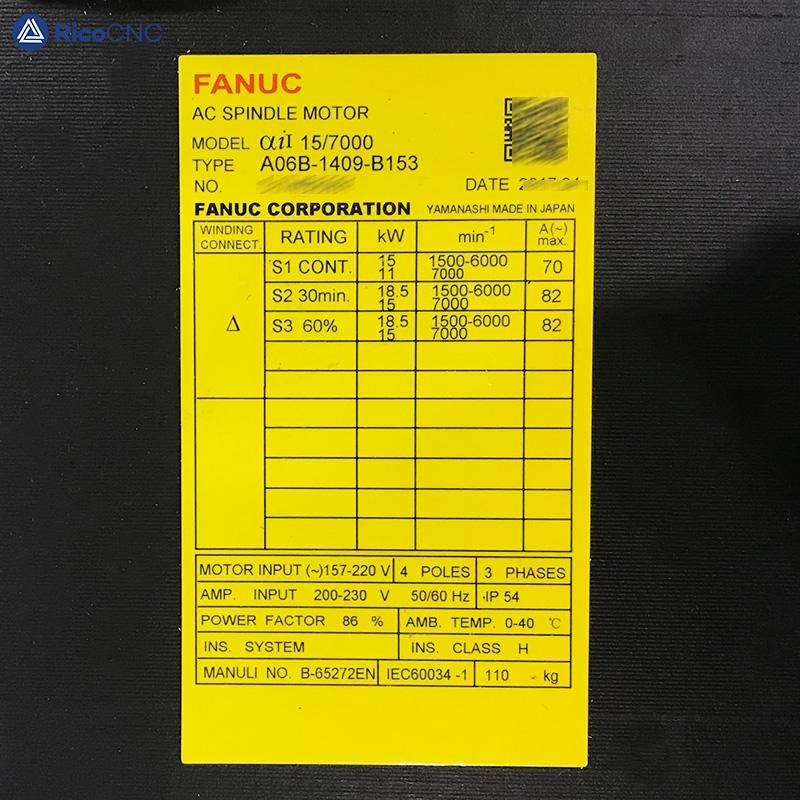 RicoCNC
FANUC
AC SPINDLE MOTOR
MODEL αiI 15/7000
TYPE A06B-1409-B153
NO.
DATE
FANUC CORPORATION YAMANASHI MADE IN JAPAN
WINDING CONNECT. RATING kW min⁻¹ A(~) max.
Δ
S1 CONT. 15 11 1500-6000 7000 70
S2 30min. 18.5 15 1500-6000 7000 82
S3 60% 18.5 15 1500-6000 7000 82
MOTOR INPUT (~)157-220 V 4 POLES 3 PHASES
AMP. INPUT 200-230 V 50/60 Hz IP 54
POWER FACTOR 86 % AMB. TEMP. 0-40 ℃
INS. SYSTEM INS. CLASS H
MANULI NO. B-65272EN IEC60034-1 110 kg